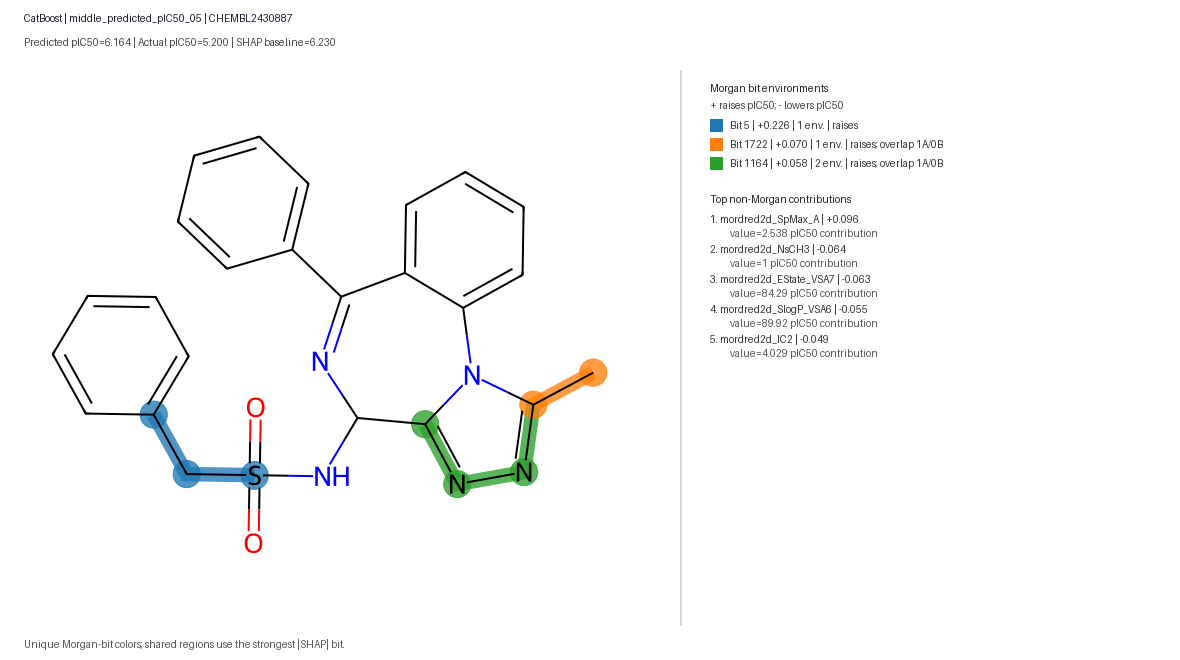 CatBoost | middle_predicted_pIC50_05 | CHEMBL2430887
Predicted pIC50=6.164 | Actual pIC50=5.200 | SHAP baseline=6.230
Morgan bit environments
+ raises pIC50; - lowers pIC50
Bit 5 | +0.226 | 1 env. | raises
Bit 1722 | +0.070 | 1 env. | raises; overlap 1A/0B
Bit 1164 | +0.058 | 2 env. | raises; overlap 1A/0B
Top non-Morgan contributions
1. mordred2d_SpMax_A | +0.096
value=2.538 pIC50 contribution
2. mordred2d_NsCH3 | -0.064
value=1 pIC50 contribution
3. mordred2d_EState_VSA7 | -0.063
value=84.29 pIC50 contribution
4. mordred2d_SlogP_VSA6 | -0.055
value=89.92 pIC50 contribution
5. mordred2d_IC2 | -0.049
value=4.029 pIC50 contribution
N
N
O
S
NH
N
N
O
Unique Morgan-bit colors; shared regions use the strongest |SHAP| bit.